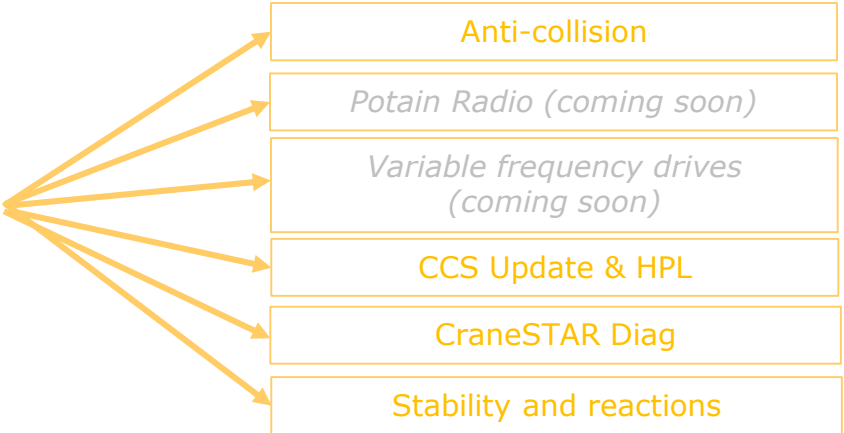 Anti-collision
Potain Radio (coming soon)
Variable frequency drives
(coming soon)
CCS Update & HPL
CraneSTAR Diag
Stability and reactions